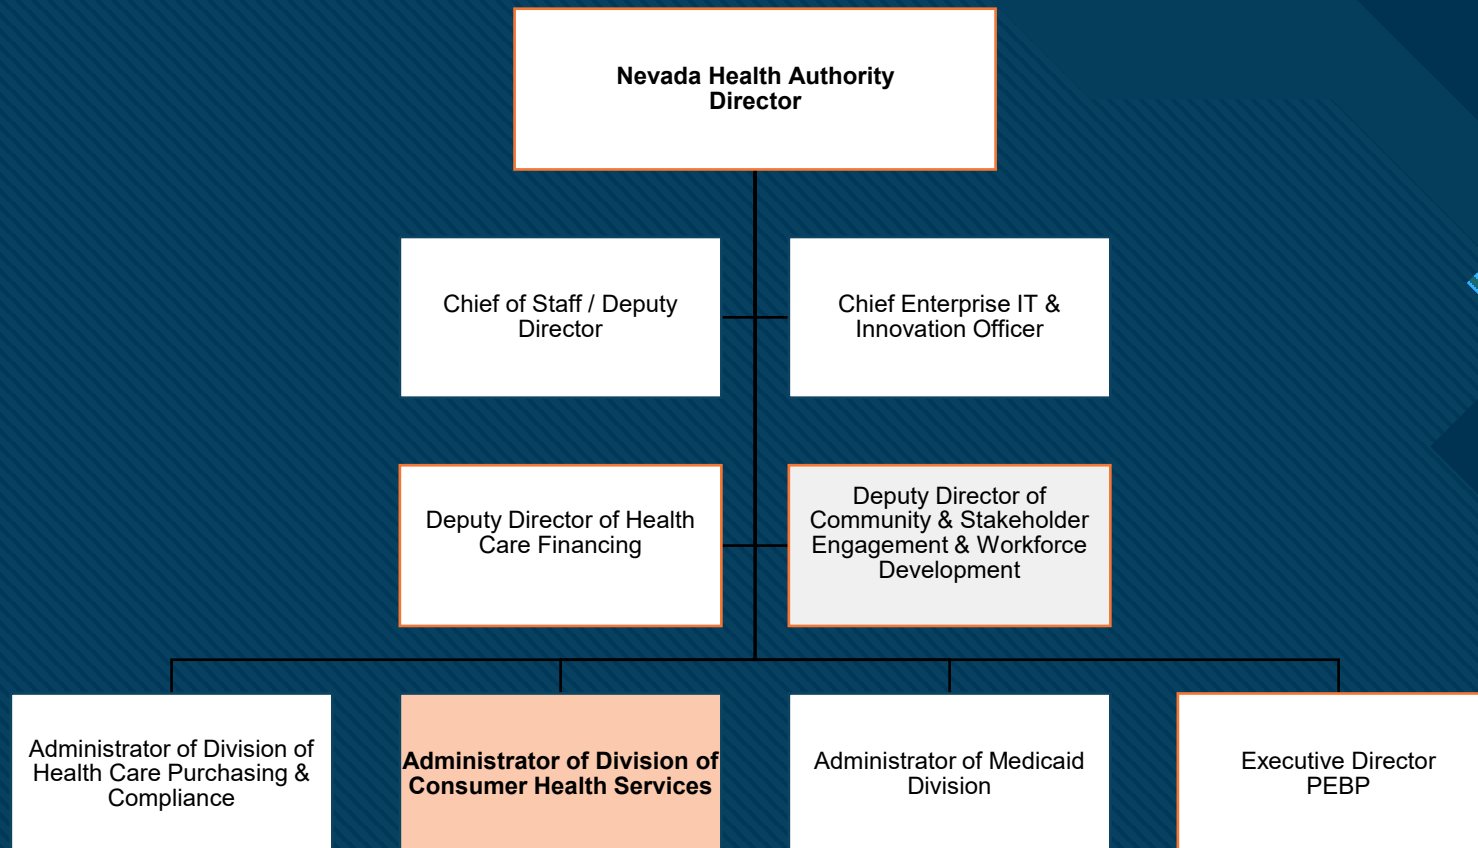 Nevada Health Authority
Director
Chief of Staff / Deputy
Director
Chief Enterprise IT &
Innovation Officer
Deputy Director of Health
Care Financing
Deputy Director of
Community & Stakeholder
Engagement & Workforce
Development
Administrator of Division of
Health Care Purchasing &
Compliance
Administrator of Division of
Consumer Health Services
Administrator of Medicaid
Division
Executive Director
PEBP